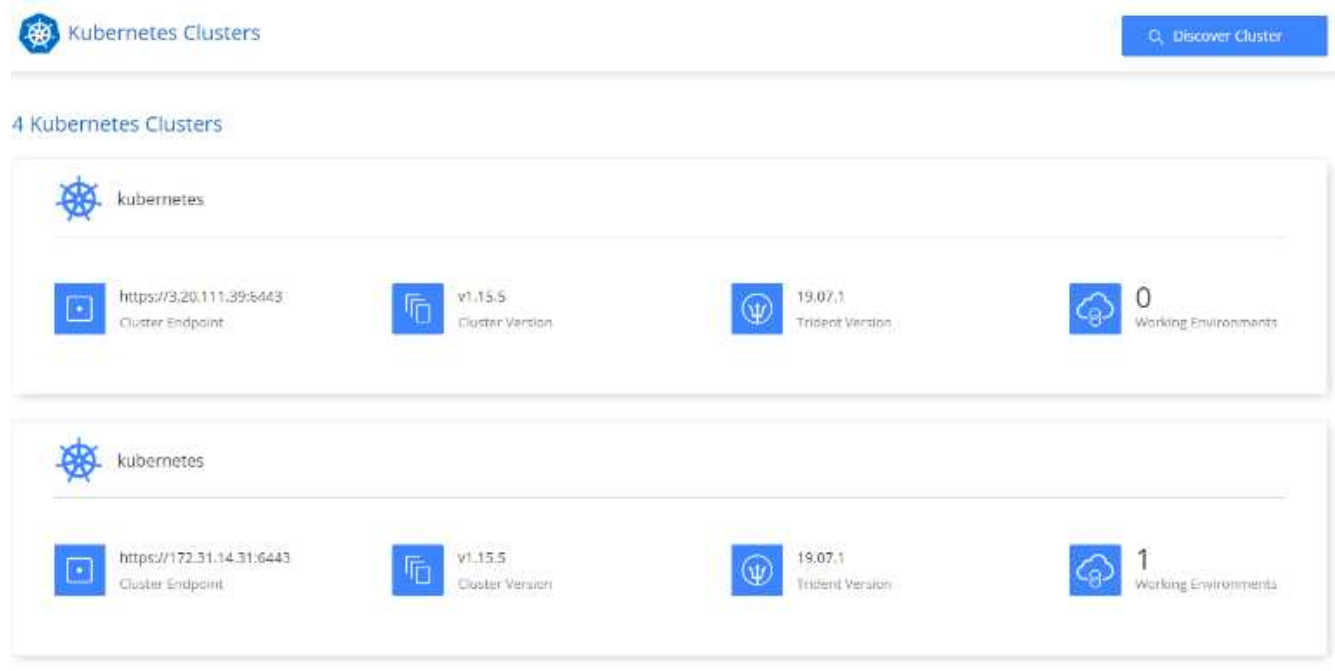 Kubernetes Clusters
Discover Cluster
4 Kubernetes Clusters
kubernetes
https://3.20.111.39:6443
Cluster Endpoint
v1.15.5
Cluster Version
19.07.1
Trident Version
0
Working Environments
kubernetes
https://172.31.14.31:6443
Cluster Endpoint
v1.15.5
Cluster Version
19.07.1
Trident Version
1
Working Environments